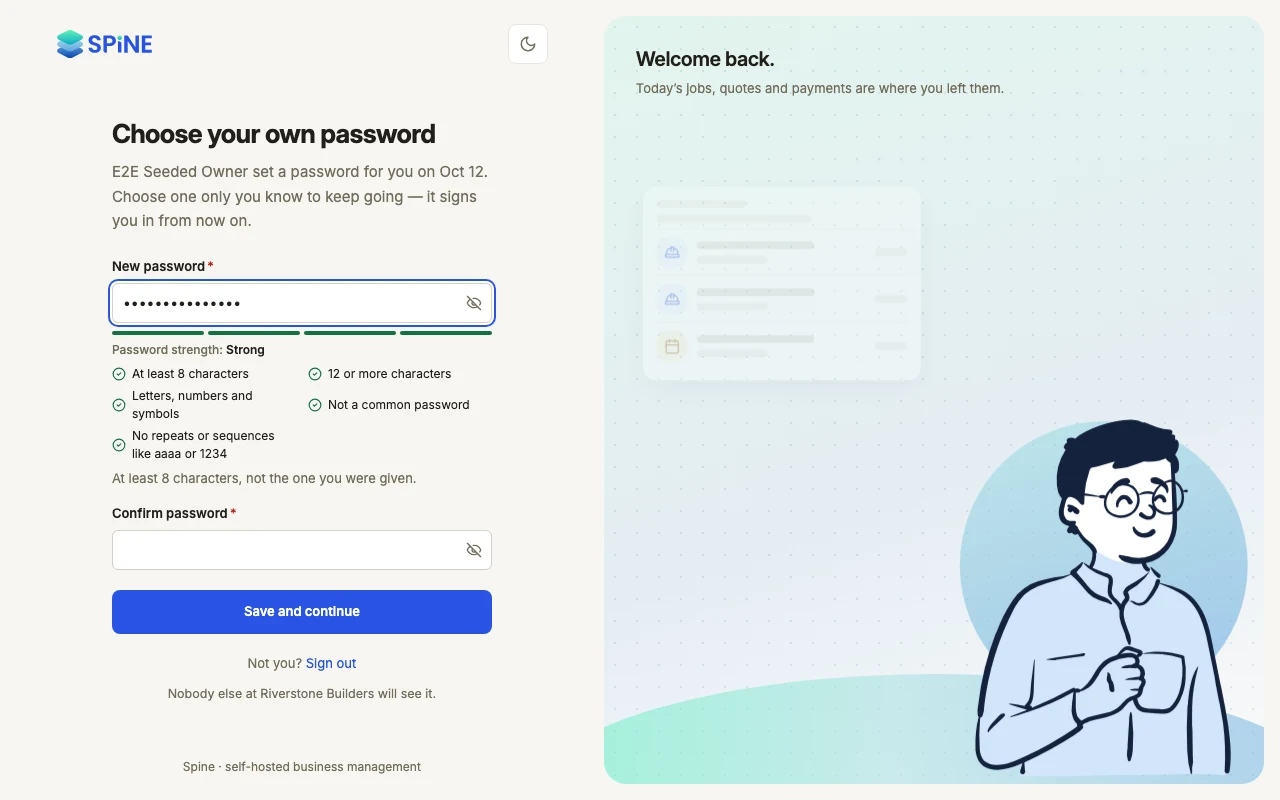 SPiNE
Choose your own password
E2E Seeded Owner set a password for you on Oct 12.
Choose one only you know to keep going — it signs
you in from now on.
New password *
•••••••••••••••
Password strength: Strong
At least 8 characters
12 or more characters
Letters, numbers and
symbols
Not a common password
No repeats or sequences
like aaaa or 1234
At least 8 characters, not the one you were given.
Confirm password *
Save and continue
Not you? Sign out
Nobody else at Riverstone Builders will see it.
Spine · self-hosted business management
Welcome back.
Today’s jobs, quotes and payments are where you left them.